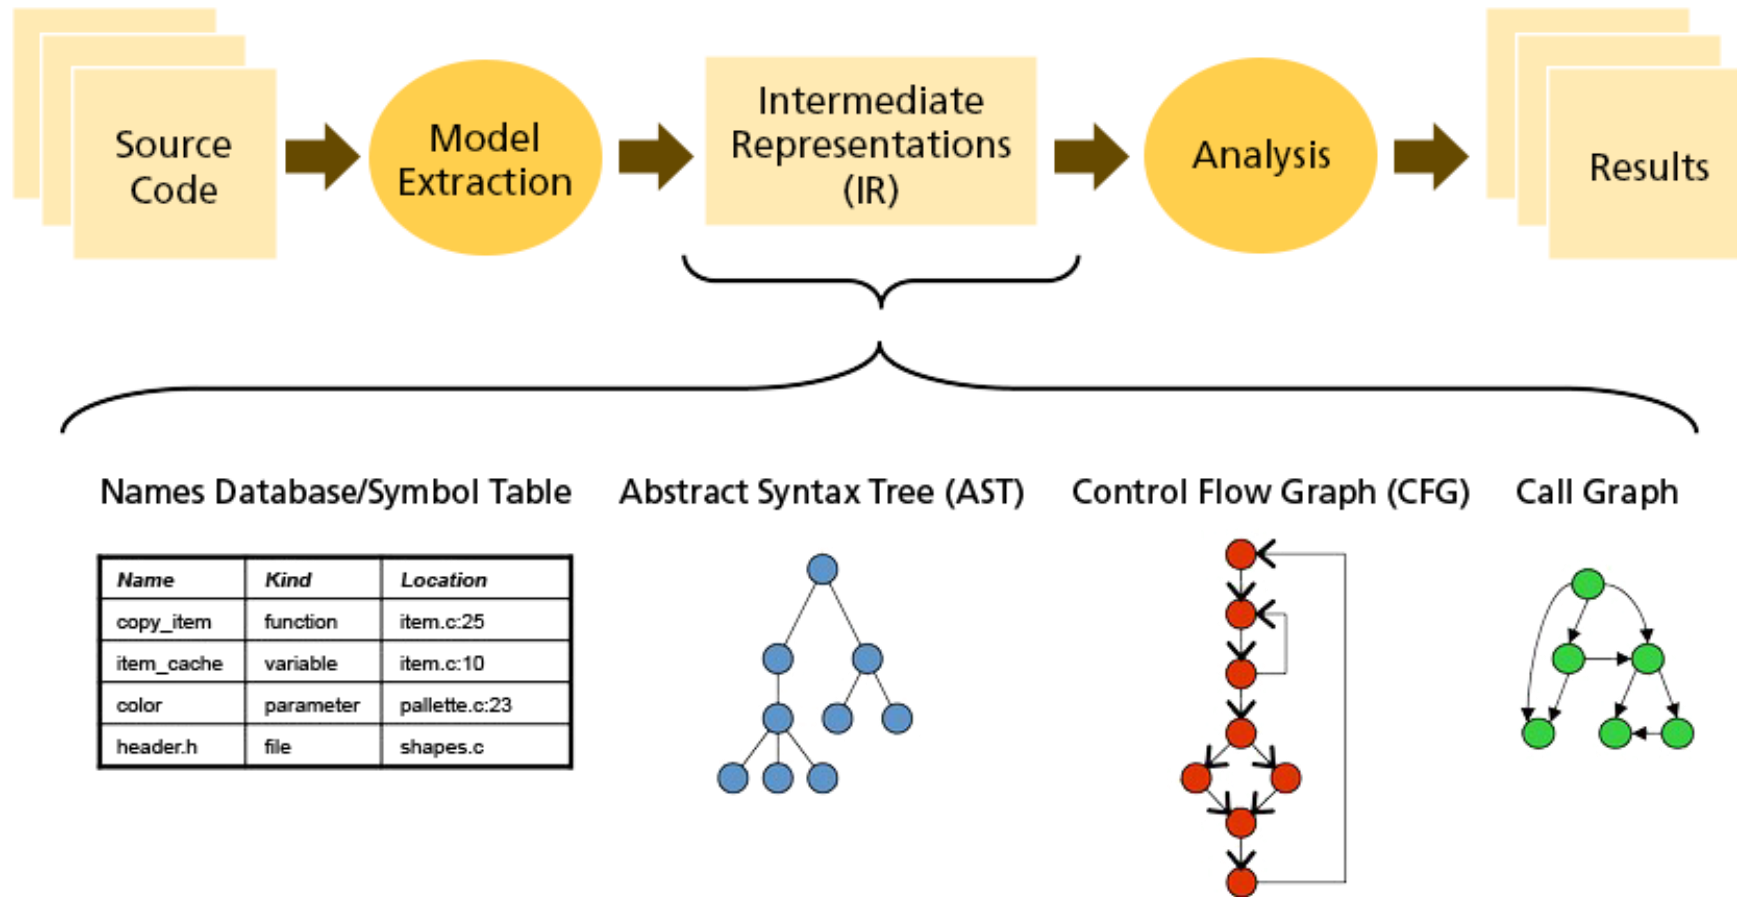 Source
Code
Model
Extraction
Intermediate
Representations
(IR)
Analysis
Results
Names Database/Symbol Table
Abstract Syntax Tree (AST)
Control Flow Graph (CFG)
Call Graph
Name Kind Location
copy_item function item.c:25
item_cache variable item.c:10
color parameter pallette.c:23
header.h file shapes.c